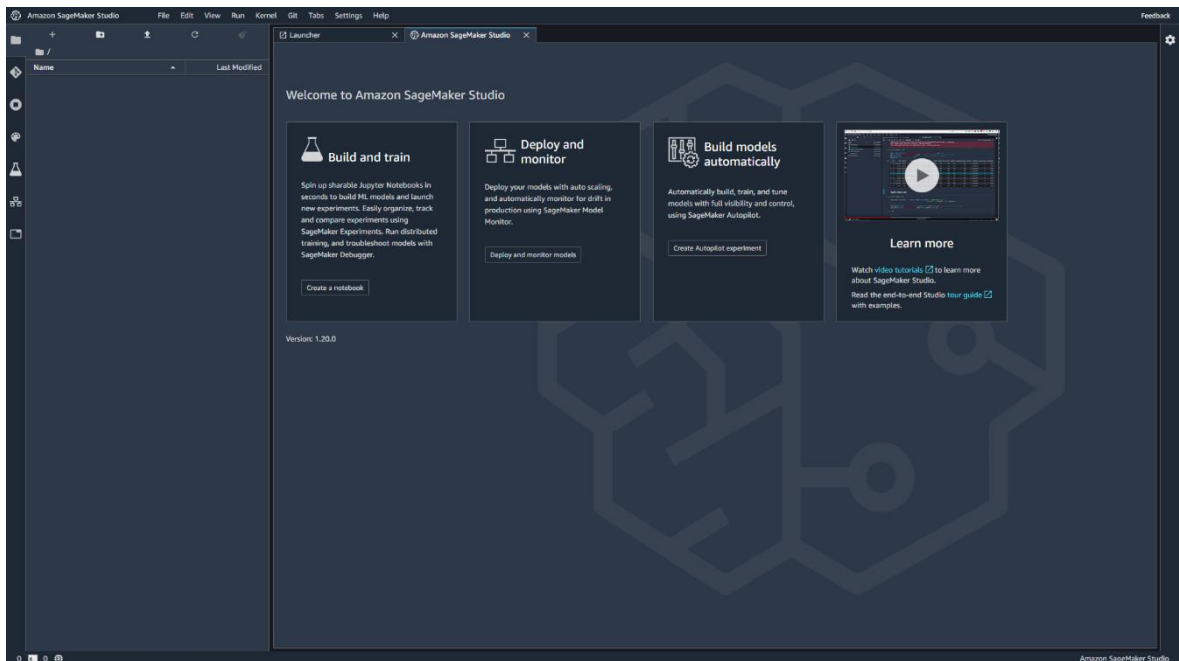 Amazon SageMaker Studio File Edit View Run Kernel Git Tabs Settings Help Feedback
Launcher Amazon SageMaker Studio
/
Name Last Modified
Welcome to Amazon SageMaker Studio
Build and train
Spin up sharable Jupyter Notebooks in
seconds to build ML models and launch
new experiments. Easily organize, track
and compare experiments using
SageMaker Experiments. Run distributed
training, and troubleshoot models with
SageMaker Debugger.
Create a notebook
Deploy and
monitor
Deploy your models with auto scaling,
and automatically monitor for drift in
production using SageMaker Model
Monitor.
Deploy and monitor models
Build models
automatically
Automatically build, train, and tune
models with full visibility and control,
using SageMaker Autopilot.
Create Autopilot experiment
Learn more
Watch video tutorials to learn more
about SageMaker Studio.
Read the end-to-end Studio tour guide
with examples.
Version: 1.20.0
0 0 Amazon SageMaker Studio